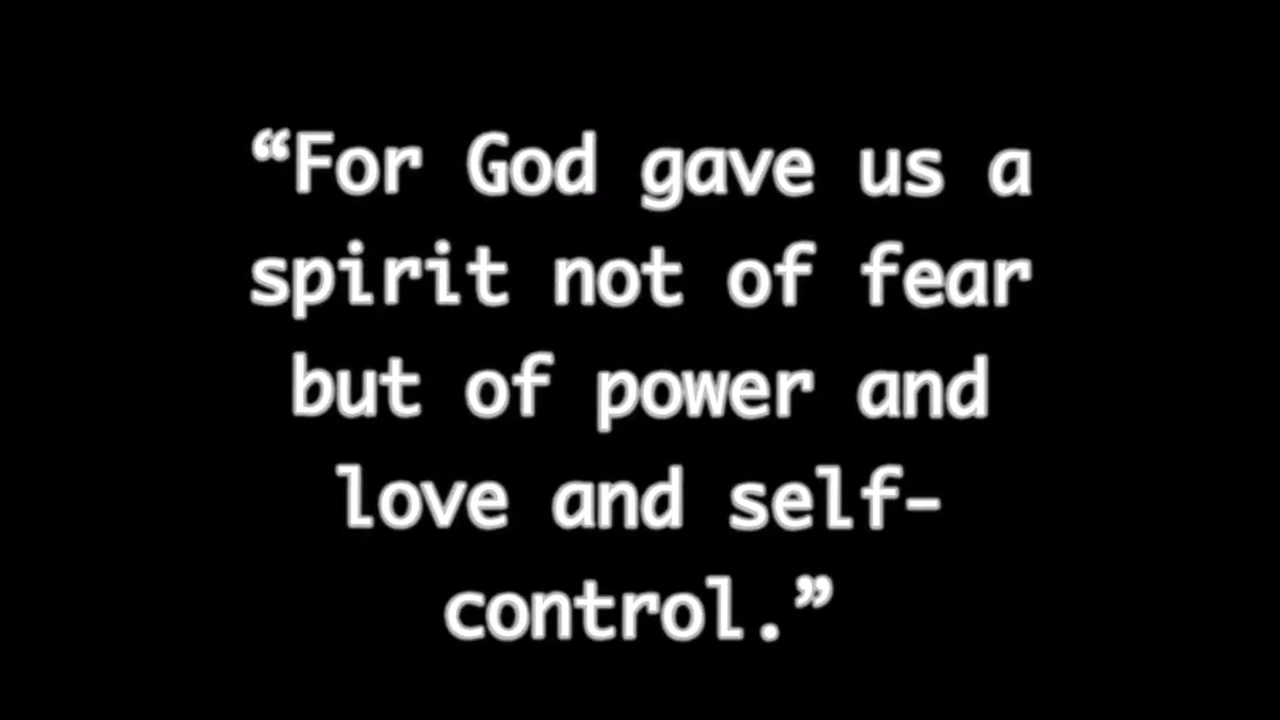 “For God gave us a
spirit not of fear
but of power and
love and self-
control.”